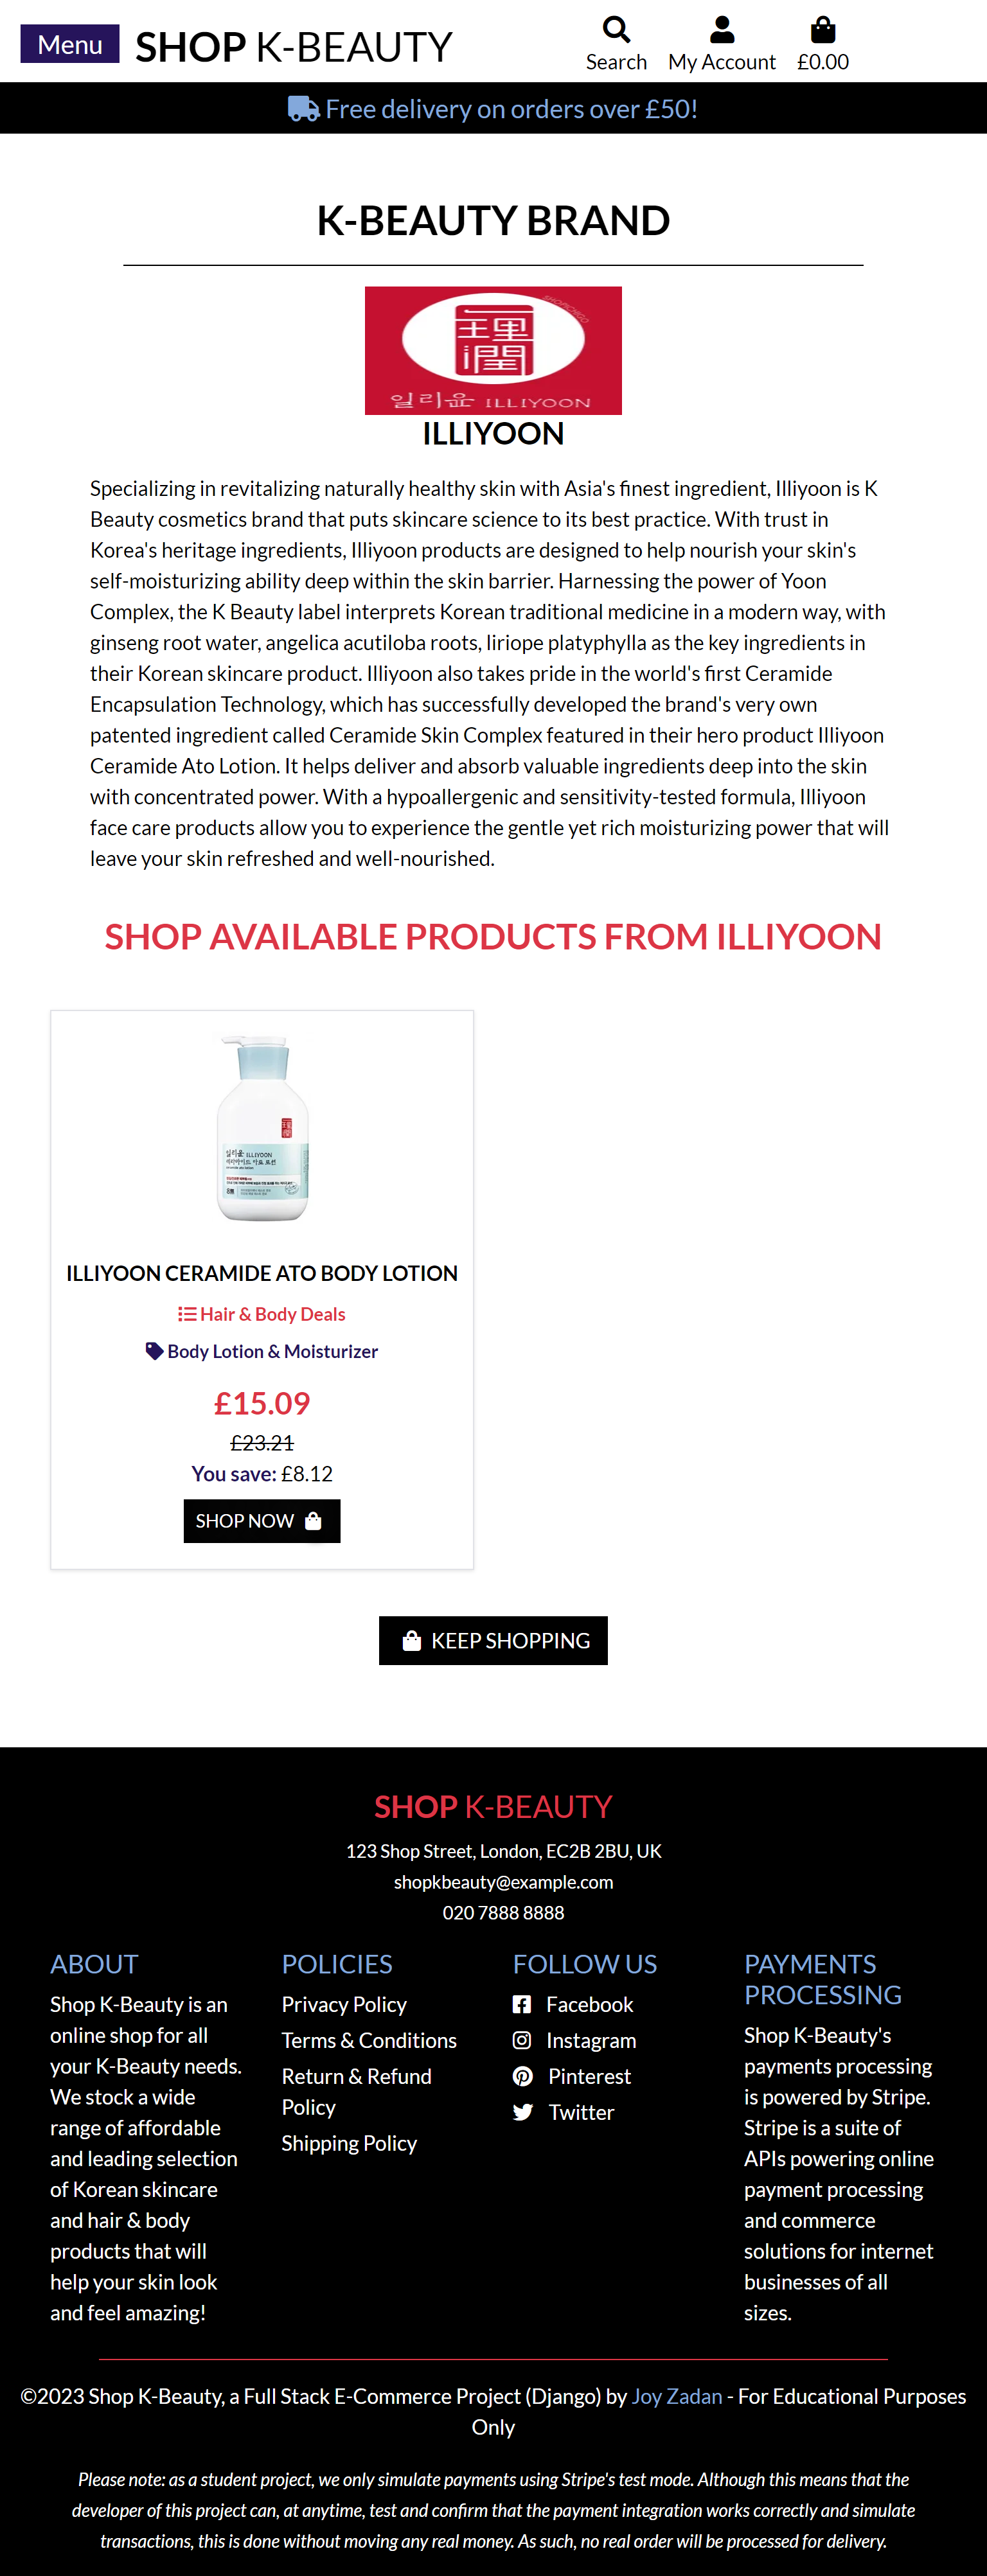 Menu
SHOP K-BEAUTY
Search
My Account
£0.00
Free delivery on orders over £50!
K-BEAUTY BRAND
일리윤 ILLIYOON
ILLIYOON
Specializing in revitalizing naturally healthy skin with Asia's finest ingredient, Illiyoon is K
Beauty cosmetics brand that puts skincare science to its best practice. With trust in
Korea's heritage ingredients, Illiyoon products are designed to help nourish your skin's
self-moisturizing ability deep within the skin barrier. Harnessing the power of Yoon
Complex, the K Beauty label interprets Korean traditional medicine in a modern way, with
ginseng root water, angelica acutiloba roots, liriope platyphylla as the key ingredients in
their Korean skincare product. Illiyoon also takes pride in the world's first Ceramide
Encapsulation Technology, which has successfully developed the brand's very own
patented ingredient called Ceramide Skin Complex featured in their hero product Illiyoon
Ceramide Ato Lotion. It helps deliver and absorb valuable ingredients deep into the skin
with concentrated power. With a hypoallergenic and sensitivity-tested formula, Illiyoon
face care products allow you to experience the gentle yet rich moisturizing power that will
leave your skin refreshed and well-nourished.
SHOP AVAILABLE PRODUCTS FROM ILLIYOON
일리윤 ILLIYOON
ILLIYOON CERAMIDE ATO BODY LOTION
Hair & Body Deals
Body Lotion & Moisturizer
£15.09
£23.21
You save: £8.12
SHOP NOW
KEEP SHOPPING
SHOP K-BEAUTY
123 Shop Street, London, EC2B 2BU, UK
shopkbeauty@example.com
020 7888 8888
ABOUT
Shop K-Beauty is an
online shop for all
your K-Beauty needs.
We stock a wide
range of affordable
and leading selection
of Korean skincare
and hair & body
products that will
help your skin look
and feel amazing!
POLICIES
Privacy Policy
Terms & Conditions
Return & Refund
Policy
Shipping Policy
FOLLOW US
Facebook
Instagram
Pinterest
Twitter
PAYMENTS
PROCESSING
Shop K-Beauty's
payments processing
is powered by Stripe.
Stripe is a suite of
APIs powering online
payment processing
and commerce
solutions for internet
businesses of all
sizes.
©2023 Shop K-Beauty, a Full Stack E-Commerce Project (Django) by Joy Zadan - For Educational Purposes
Only
Please note: as a student project, we only simulate payments using Stripe's test mode. Although this means that the
developer of this project can, at anytime, test and confirm that the payment integration works correctly and simulate
transactions, this is done without moving any real money. As such, no real order will be processed for delivery.